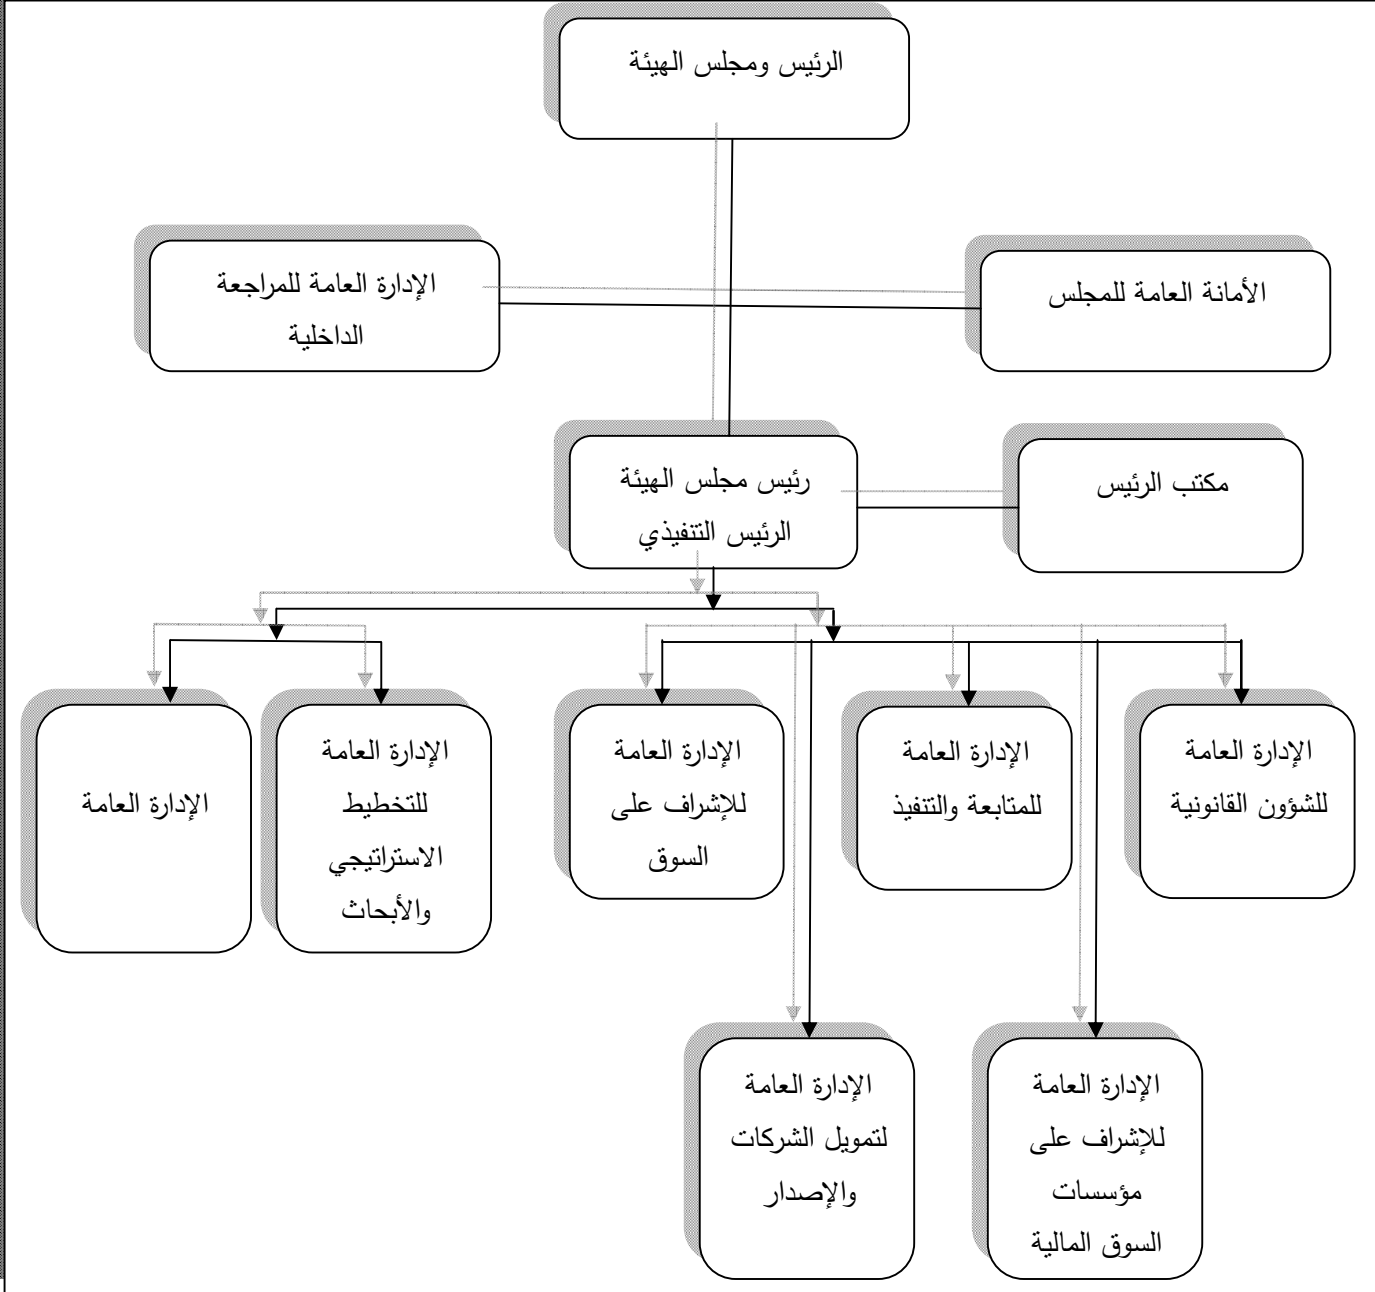 الرئيس ومجلس الهيئة
الأمانة العامة للمجلس
الإدارة العامة للمراجعة
الداخلية
مكتب الرئيس
رئيس مجلس الهيئة
الرئيس التنفيذي
الإدارة العامة
للشؤون القانونية
الإدارة العامة
للمتابعة والتنفيذ
الإدارة العامة
للإشراف على
السوق
الإدارة العامة
للتخطيط
الاستراتيجي
والأبحاث
الإدارة العامة
الإدارة العامة
للإشراف على
مؤسسات
السوق المالية
الإدارة العامة
لتمويل الشركات
والإصدار